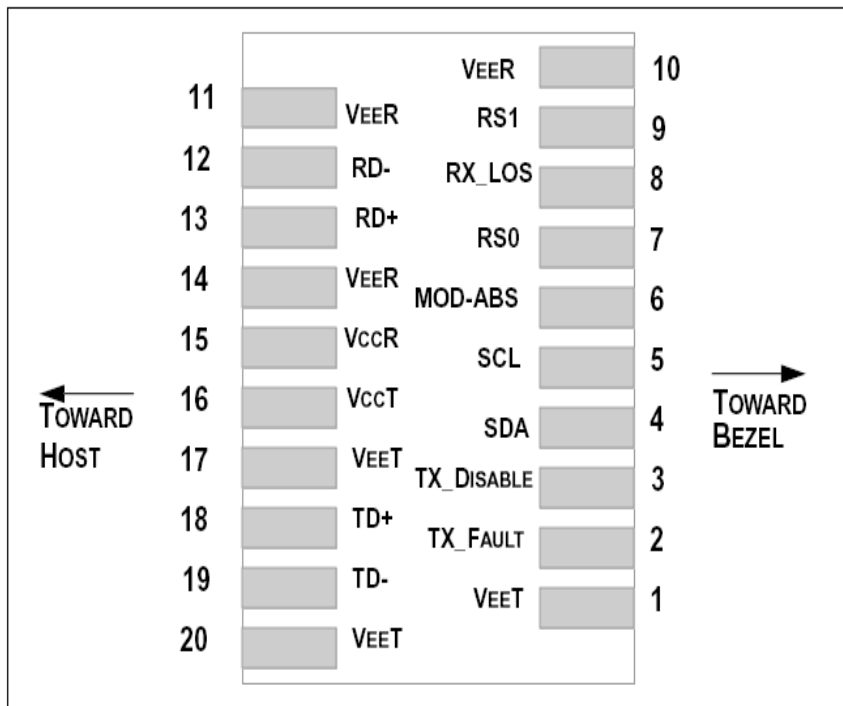 VEER 10
11 VEER
RS1 9
12 RD-
RX_LOS 8
13 RD+
RS0 7
14 VEER
MOD-ABS 6
15 VCCR
SCL 5
16 VCCT
TOWARD
HOST
TOWARD
BEZEL
SDA 4
17 VEET
TX_DISABLE 3
18 TD+
TX_FAULT 2
19 TD-
VEET 1
20 VEET